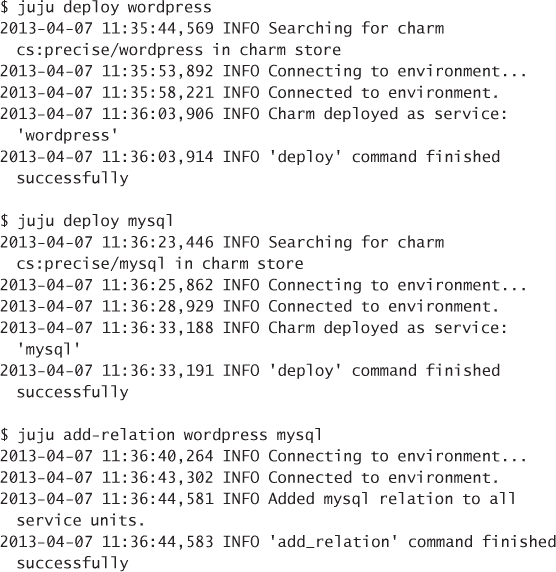 $ juju deploy wordpress
2013-04-07 11:35:44,569 INFO Searching for charm
cs:precise/wordpress in charm store
2013-04-07 11:35:53,892 INFO Connecting to environment...
2013-04-07 11:35:58,221 INFO Connected to environment.
2013-04-07 11:36:03,906 INFO Charm deployed as service:
'wordpress'
2013-04-07 11:36:03,914 INFO 'deploy' command finished
successfully
$ juju deploy mysql
2013-04-07 11:36:23,446 INFO Searching for charm
cs:precise/mysql in charm store
2013-04-07 11:36:25,862 INFO Connecting to environment...
2013-04-07 11:36:28,929 INFO Connected to environment.
2013-04-07 11:36:33,188 INFO Charm deployed as service:
'mysql'
2013-04-07 11:36:33,191 INFO 'deploy' command finished
successfully
$ juju add-relation wordpress mysql
2013-04-07 11:36:40,264 INFO Connecting to environment...
2013-04-07 11:36:43,302 INFO Connected to environment.
2013-04-07 11:36:44,581 INFO Added mysql relation to all
service units.
2013-04-07 11:36:44,583 INFO 'add_relation' command finished
successfully